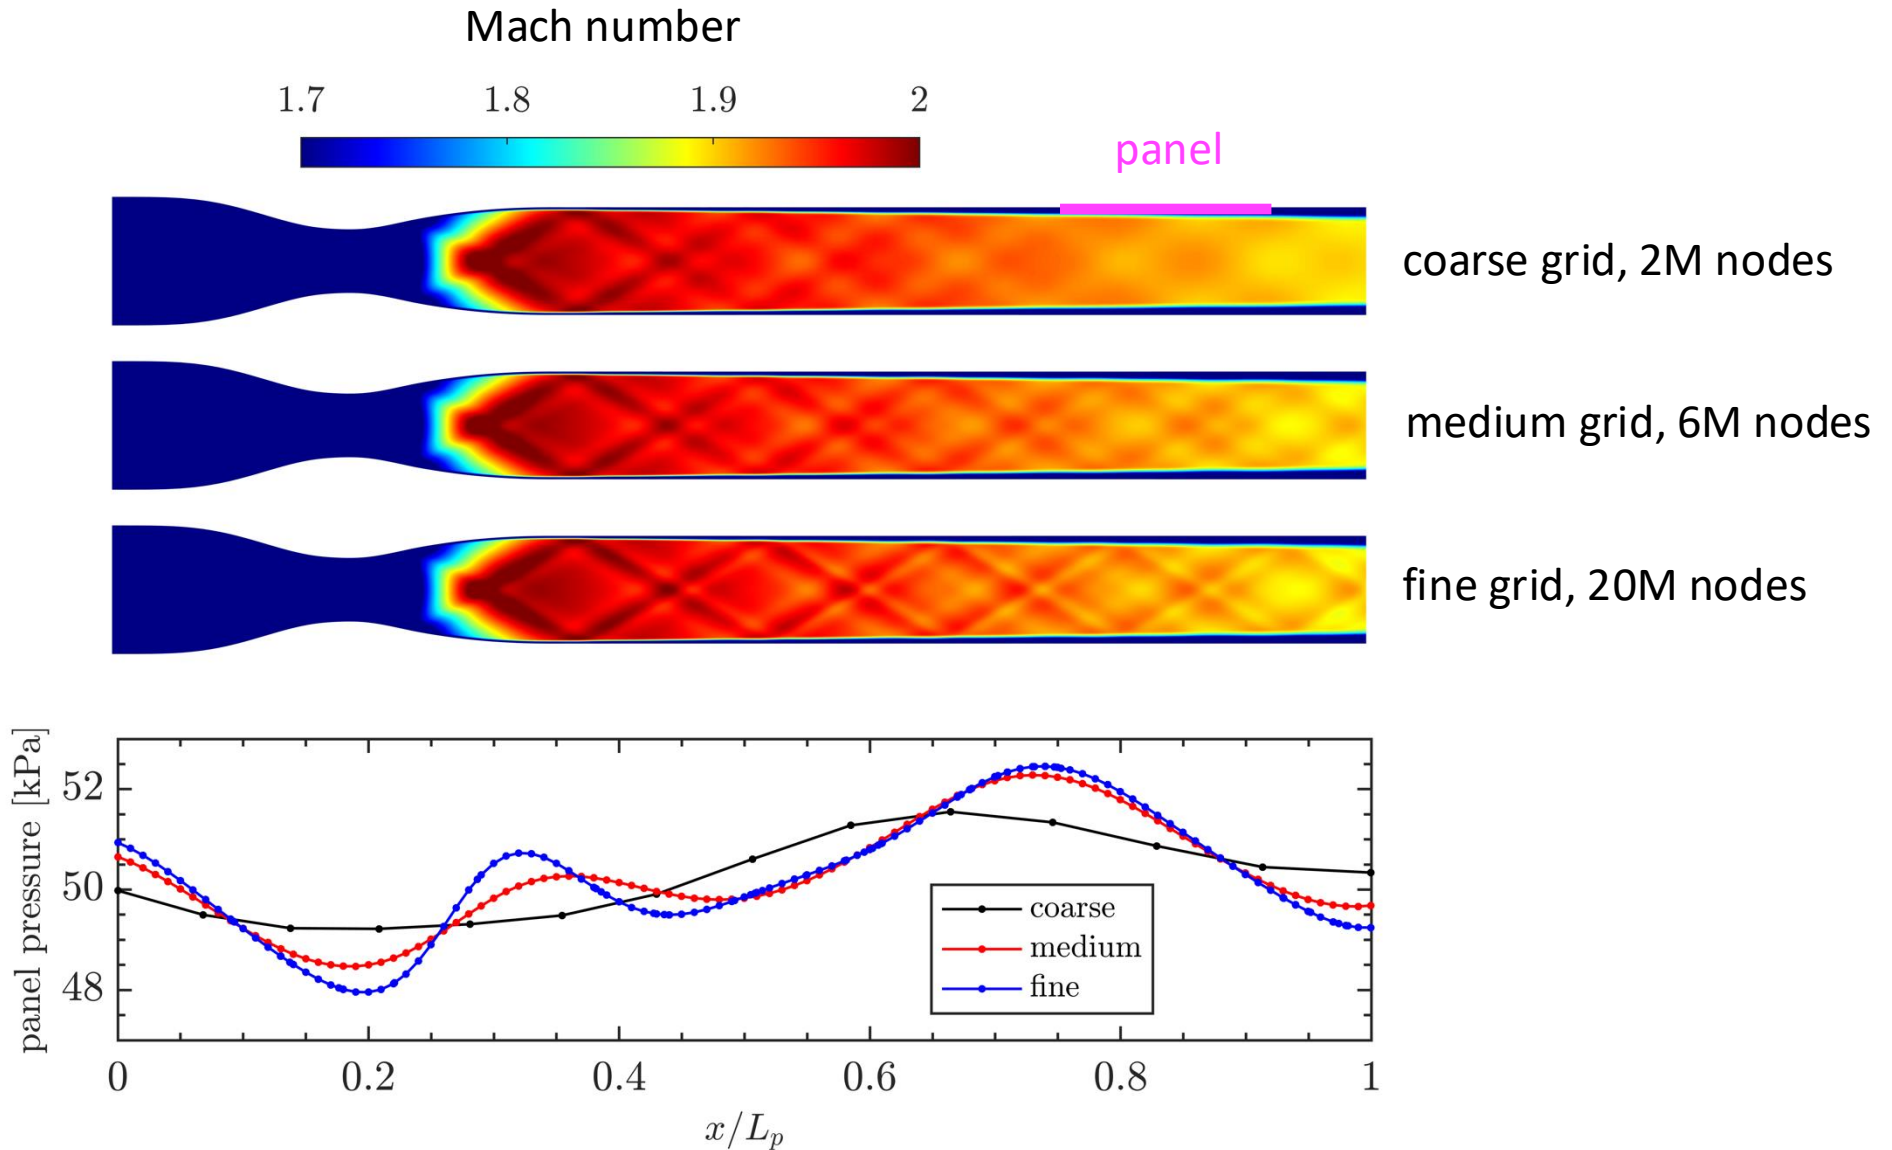 Mach number
1.7 1.8 1.9 2
panel
coarse grid, 2M nodes
medium grid, 6M nodes
fine grid, 20M nodes
panel pressure [kPa]
52
50
48
coarse
medium
fine
0 0.2 0.4 0.6 0.8 1
x/L_p